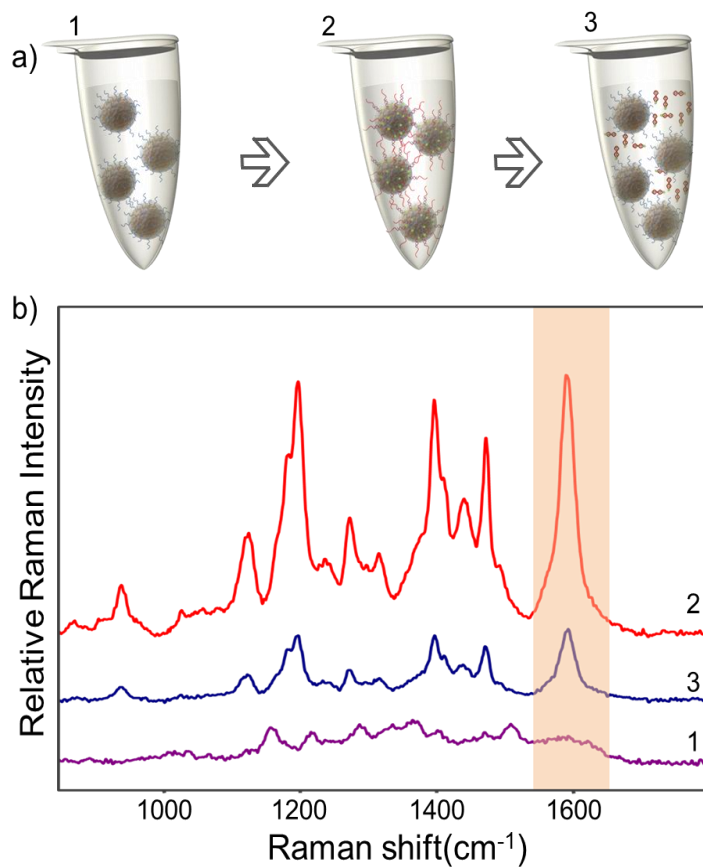 1
2
3
a)
b)
Relative Raman Intensity
2
3
1
1000
1200
1400
1600
Raman shift(cm⁻¹)